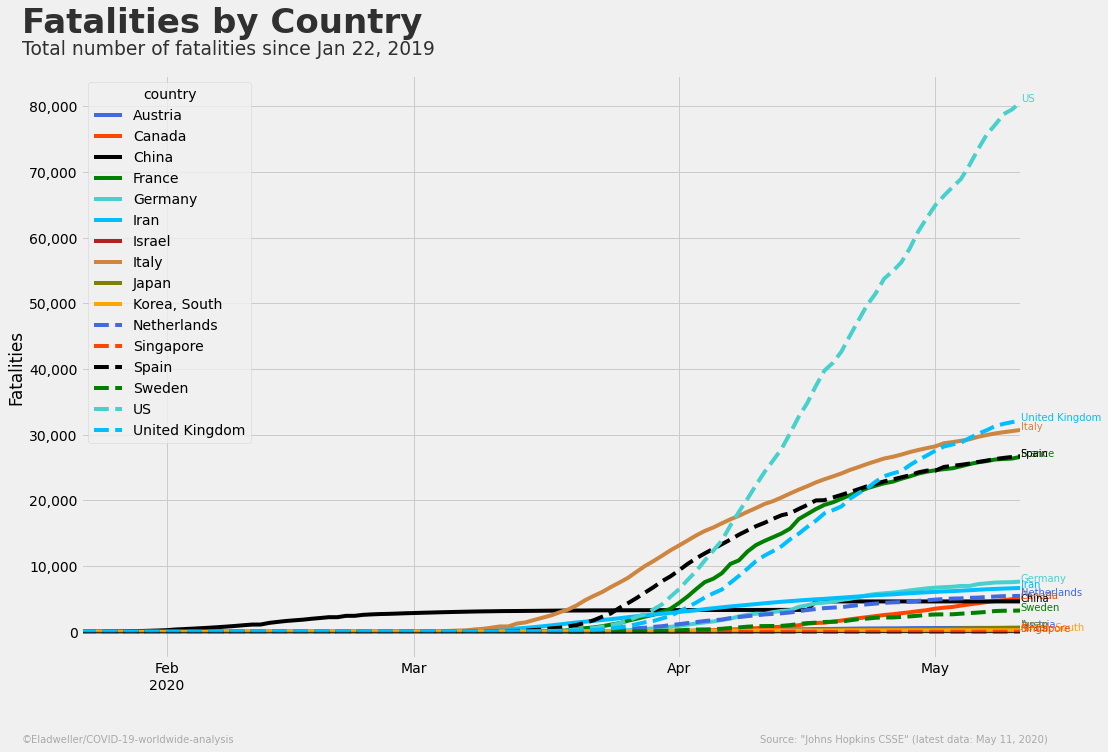 Fatalities by Country
Total number of fatalities since Jan 22, 2019
country
Austria
Canada
China
France
Germany
Iran
Israel
Italy
Japan
Korea, South
Netherlands
Singapore
Spain
Sweden
US
United Kingdom
Fatalities
80,000
70,000
60,000
50,000
40,000
30,000
20,000
10,000
0
Feb
2020
Mar
Apr
May
US
United Kingdom
Italy
Spain
Germany
Iran
Netherlands
China
Sweden
Singapore
©Eladweller/COVID-19-worldwide-analysis
Source: "Johns Hopkins CSSE" (latest data: May 11, 2020)